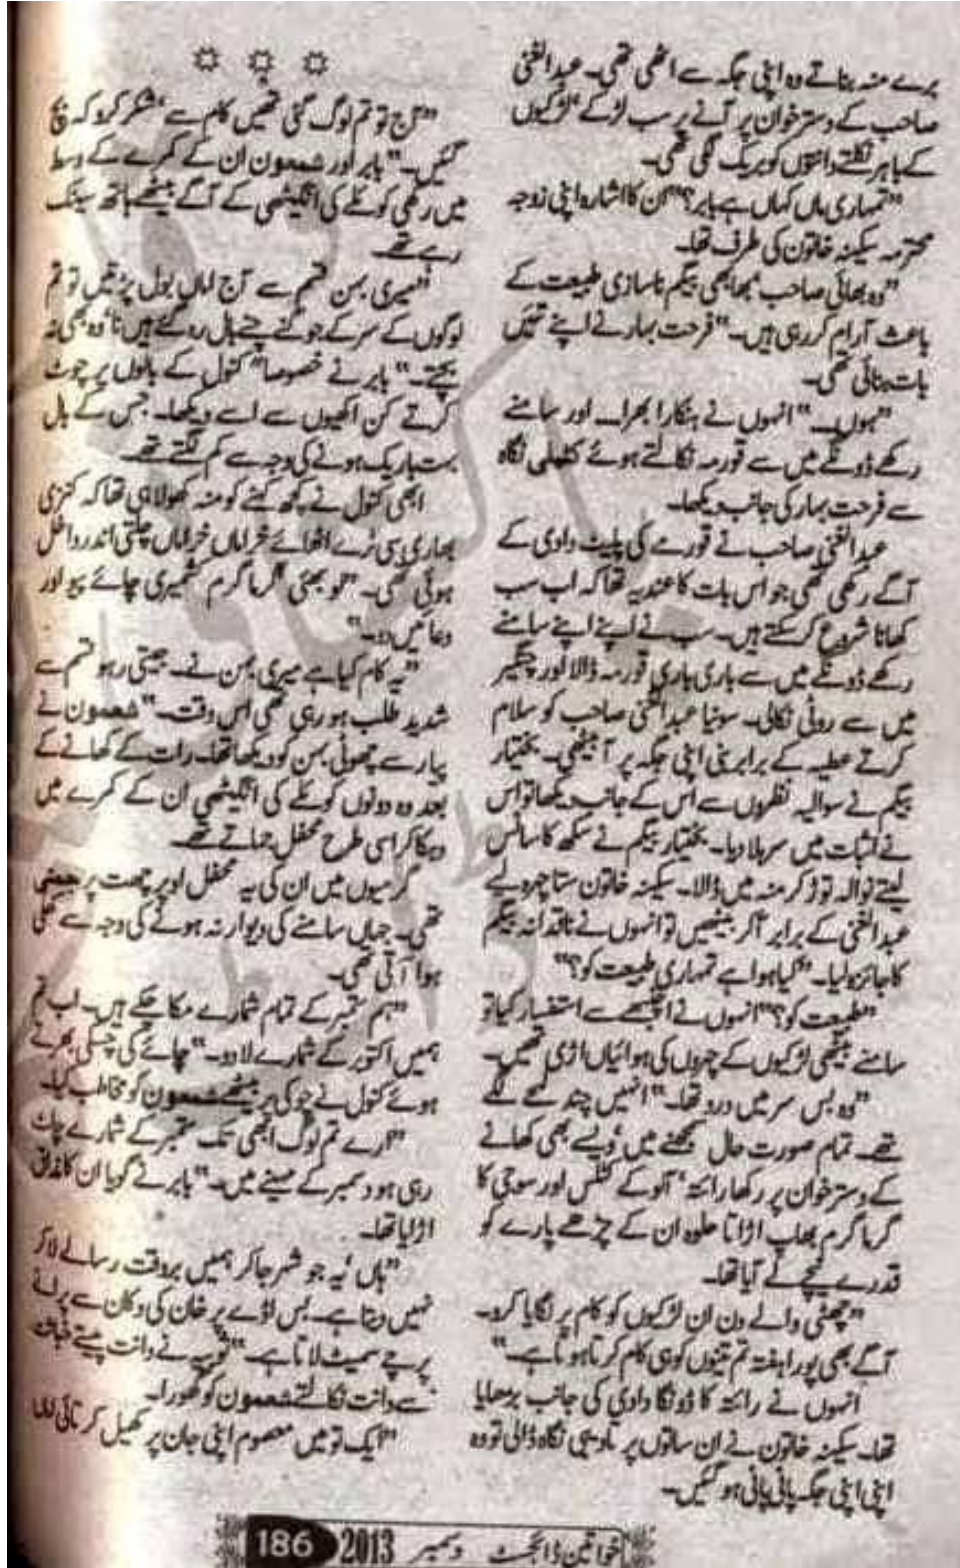 برے منہ بناتے وہ اپنی جگہ سے اٹھی تھی۔ عبدالغنی
صاحب کے دسترخوان پر آنے پر سب لڑکے لڑکیوں
کے باہر نکلتے دانتوں کو بریک لگی تھی۔
"تمہاری ماں کہاں ہے بابر؟" ان کا اشارہ اپنی زوجہ
محترمہ سکینہ خاتون کی طرف تھا۔
"وہ بھائی صاحب بھابھی بیگم ناسازی طبیعت کے
باعث آرام کر رہی ہیں۔" فرحت بہار نے اپنے تئیں
بات بنائی تھی۔
"ہوں۔" انہوں نے ہنکارا بھرا۔ اور سامنے
رکھے ڈونگے میں سے قورمہ نکالتے ہوئے نگاہ
سے فرحت بہار کی جانب دیکھا۔
عبدالغنی صاحب نے قورمے کی پلیٹ دادی کے
آگے رکھی تھی جو اس بات کا عندیہ تھا کہ اب سب
کھانا شروع کر سکتے ہیں۔ سب نے اپنے اپنے سامنے
رکھے ڈونگے میں سے باری باری قورمہ ڈالا اور چنگیر
میں سے روٹی نکالی۔ سونیا عبدالغنی صاحب کو سلام
کرتے عطیہ کے برابر بنی اپنی جگہ پر آ بیٹھی۔ بختیار
بیگم نے سوالیہ نظروں سے اس کے جانب دیکھا تو اس
نے اثبات میں سر ہلا دیا۔ بختیار بیگم نے سکھ کا سانس
لیتے نوالہ توڑ کر منہ میں ڈالا۔ سکینہ خاتون ستا چہرہ لیے
عبدالغنی کے برابر آکر بیٹھیں تو انہوں نے ناقدانہ بیگم
کا جائزہ لیا۔ "کیا ہوا ہے تمہاری طبیعت کو؟"
"طبیعت کو؟" انہوں نے اچنبھے سے استفسار کیا تو
سامنے بیٹھی لڑکیوں کے چہروں کی ہوائیاں اڑی تھیں۔
"وہ بس سر میں درد تھا۔" انہیں چند لمحے لگے
تھے۔ تمام صورت حال سمجھنے میں، ویسے بھی کھانے
کے دسترخوان پر رکھا رائتہ، آلو کے کٹلس اور سوجی کا
گرما گرم بھاپ اڑاتا حلوہ ان کے چڑھے پارے کو
قدرے نیچے لے آیا تھا۔
"چھٹی والے دن ان لڑکیوں کو کام پر لگایا کرو۔
آگے بھی پورا ہفتہ تم تینوں کو ہی کام کرنا ہوتا ہے۔"
انہوں نے رائتہ کا ڈونگا دادی کی جانب بڑھایا
تھا۔ سکینہ خاتون نے ان ساتوں پر تادیبی نگاہ ڈالی تو وہ
اپنی اپنی جگہ پانی پانی ہو گئیں۔
☼ ☼ ☼
"آج تو تم لوگ گئی تھیں کام سے، شکر کرو کہ بچ
گئیں۔" بابر اور شمعون ان کے کمرے کے وسط
میں رکھی کوئلے کی انگیٹھی کے آگے بیٹھے ہاتھ سینک
رہے تھے۔
"میری بہن قسم سے آج اماں بول پڑتیں تو تم
لوگوں کے سر کے جو گنے چنے بال رہ گئے ہیں نا، وہ بھی نہ
بچتے۔" بابر نے خصوصاً کنول کے بالوں پر چوٹ
کرتے کن اکھیوں سے اسے دیکھا۔ جس کے بال
بہت باریک ہونے کی وجہ سے کم لگتے تھے۔
ابھی کنول نے کچھ کہنے کو منہ کھولا ہی تھا کہ کنزی
بھاری سی ٹرے اٹھائے خراماں خراماں چلتی اندر داخل
ہوئی تھی۔ "لو بھئی گرم گرم کشمیری چائے پیو اور
دعائیں دو۔"
"یہ کام کیا ہے میری بہن نے۔ جیتی رہو قسم سے
شدید طلب ہو رہی تھی اس وقت۔" شمعون نے
پیار سے چھوٹی بہن کو دیکھا تھا۔ رات کے کھانے کے
بعد وہ دونوں کوئلے کی انگیٹھی ان کے کمرے میں
دہکا کر اسی طرح محفل جماتے تھے۔
گرمیوں میں ان کی یہ محفل اوپر چھت پر
تھی۔ جہاں سامنے کی دیوار نہ ہونے کی وجہ سے کھلی
ہوا آتی تھی۔
"ہم ستمبر کے تمام شمارے مکا چکے ہیں۔ اب تم
ہمیں اکتوبر کے شمارے لا دو۔" چائے کی چسکی بھرتے
ہوئے کنول نے چوکی پر بیٹھے شمعون کو مخاطب کیا۔
"ارے تم لوگ ابھی تک ستمبر کے شمارے چاٹ
رہی ہو دسمبر کے مہینے میں۔" بابر نے گویا ان کا مذاق
اڑایا تھا۔
"ہاں، یہ جو شہر جا کر ہمیں بروقت رسالے لا کر
نہیں دیتا ہے۔ بس اڈے پر خان کی دکان سے پرانے
پرچے سمیٹ لاتا ہے۔" نے دانت پیستے
سے دانت نکالتے شمعون کو گھورا۔
"ایک تو میں معصوم اپنی جان پر کھیل کر
خواتین ڈائجسٹ دسمبر 2013 186